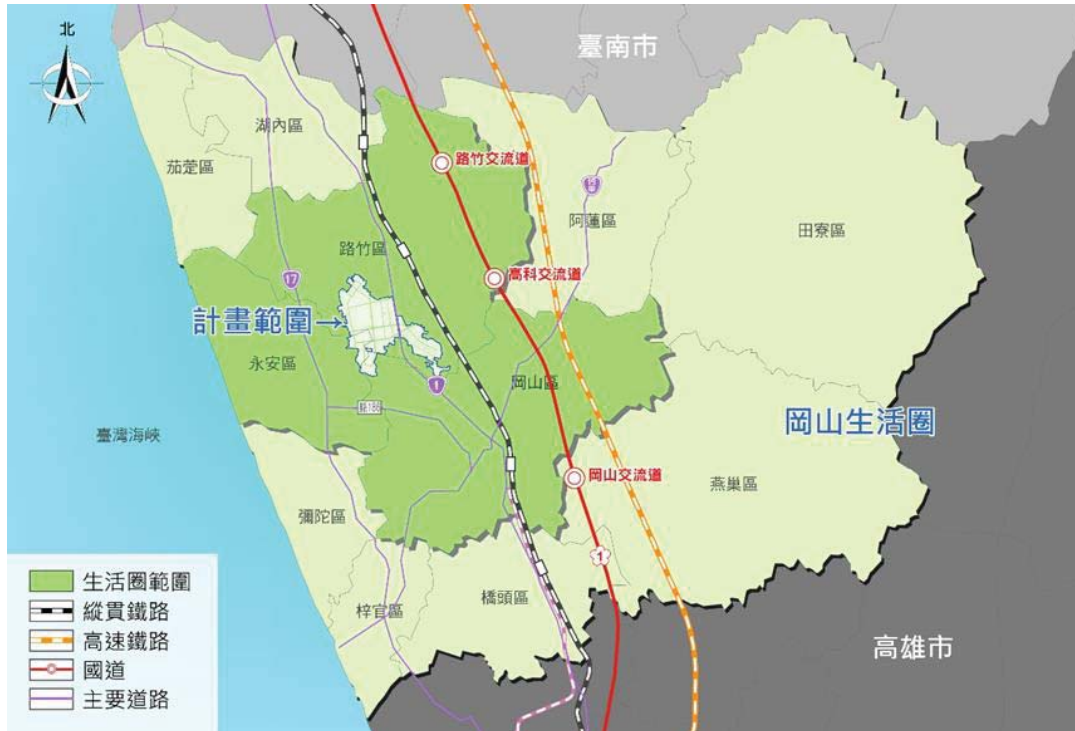 北
臺南市
湖內區
茄萣區
路竹交流道
阿蓮區
田寮區
路竹區
高科交流道
17
計畫範圍→
永安區
1
岡山區
岡山生活圈
臺灣海峽
岡山交流道
燕巢區
彌陀區
1
梓官區
橋頭區
高雄市
生活圈範圍
縱貫鐵路
高速鐵路
國道
主要道路